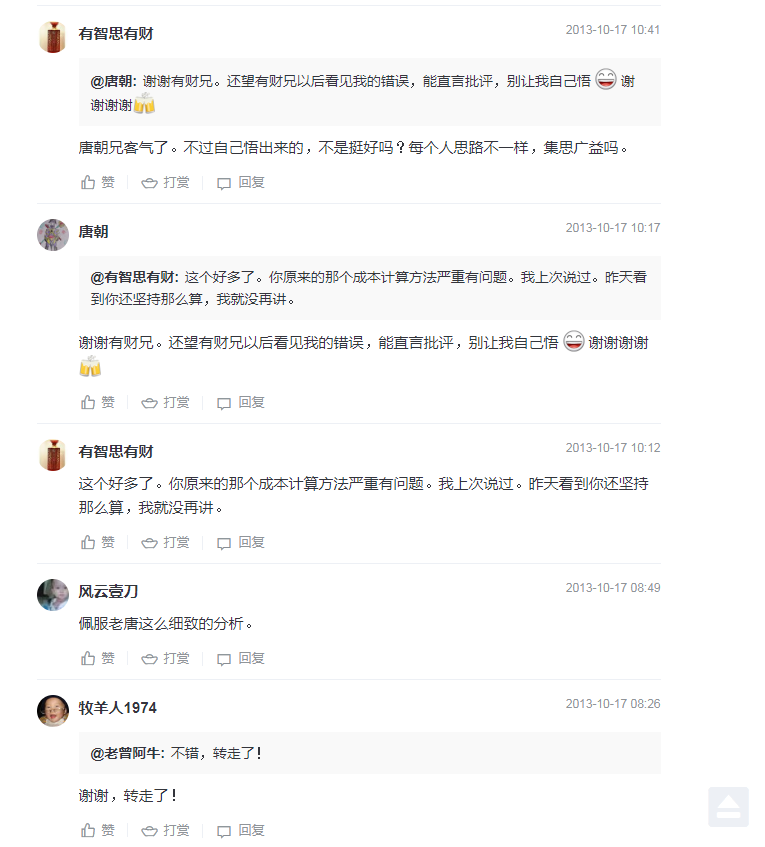 有智思有财
2013-10-17 10:41
@唐朝: 谢谢有财兄。还望有财兄以后看见我的错误，能直言批评，别让我自己悟 谢
谢谢谢
唐朝兄客气了。不过自己悟出来的，不是挺好吗？每个人思路不一样，集思广益吗。
赞 打赏 回复
唐朝
2013-10-17 10:17
@有智思有财: 这个好多了。你原来的那个成本计算方法严重有问题。我上次说过。昨天看
到你还坚持那么算，我就没再讲。
谢谢有财兄。还望有财兄以后看见我的错误，能直言批评，别让我自己悟 谢谢谢谢
赞 打赏 回复
有智思有财
2013-10-17 10:12
这个好多了。你原来的那个成本计算方法严重有问题。我上次说过。昨天看到你还坚持
那么算，我就没再讲。
赞 打赏 回复
风云壹刀
2013-10-17 08:49
佩服老唐这么细致的分析。
赞 打赏 回复
牧羊人1974
2013-10-17 08:26
@老曾阿牛: 不错，转走了！
谢谢，转走了！
赞 打赏 回复